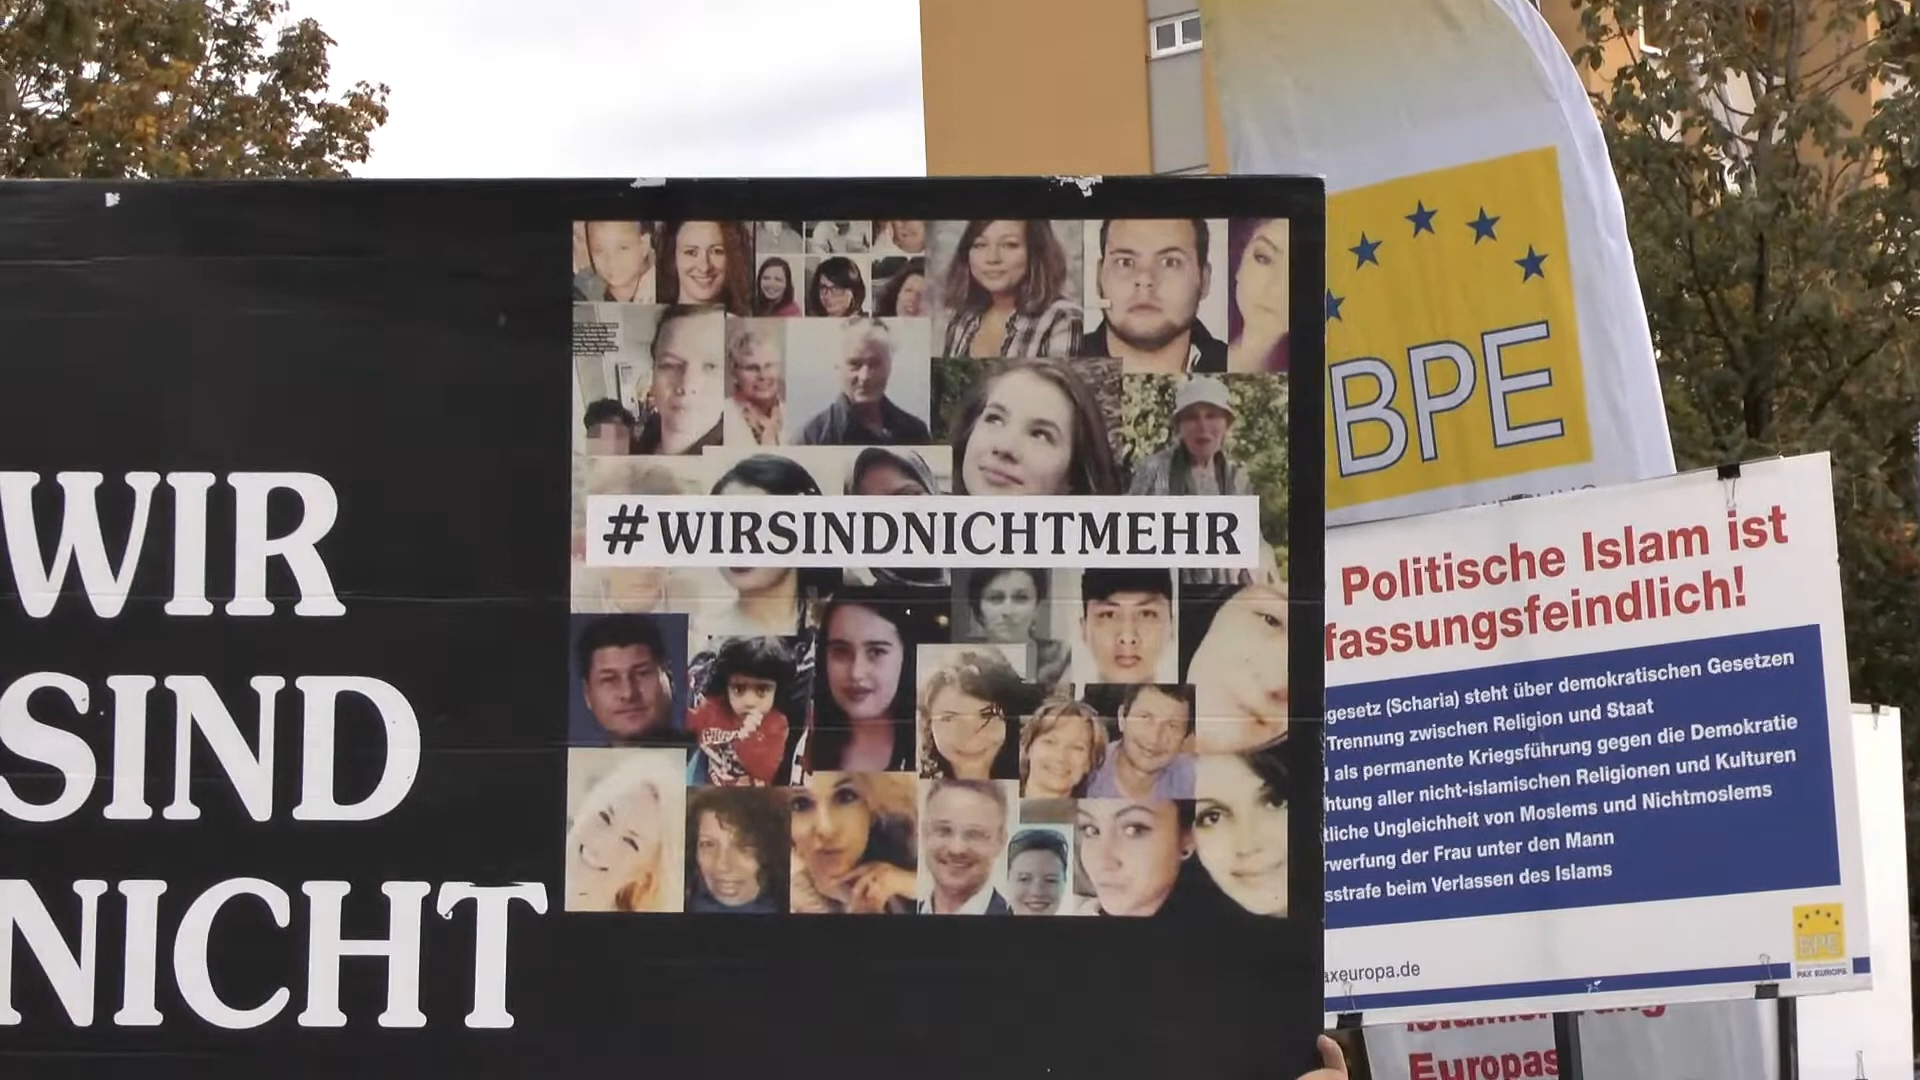 WIR
SIND
NICHT
#WIRSINDNICHTMEHR
BPE
Politische Islam ist
fassungsfeindlich!
gesetz (Scharia) steht über demokratischen Gesetzen
Trennung zwischen Religion und Staat
als permanente Kriegsführung gegen die Demokratie
htung aller nicht-islamischen Religionen und Kulturen
tliche Ungleichheit von Moslems und Nichtmoslems
rwerfung der Frau unter den Mann
sstrafe beim Verlassen des Islams
axeuropa.de
BPE
PAX EUROPA
Europas